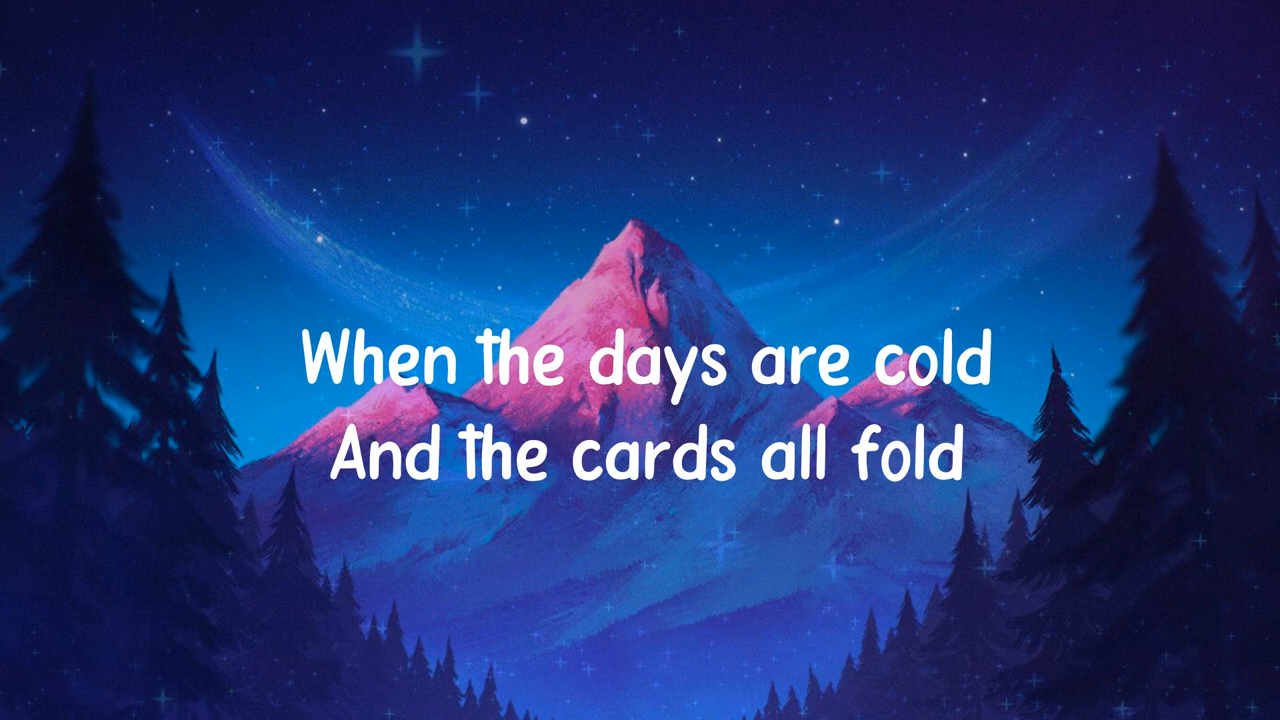 When the days are cold
And the cards all fold